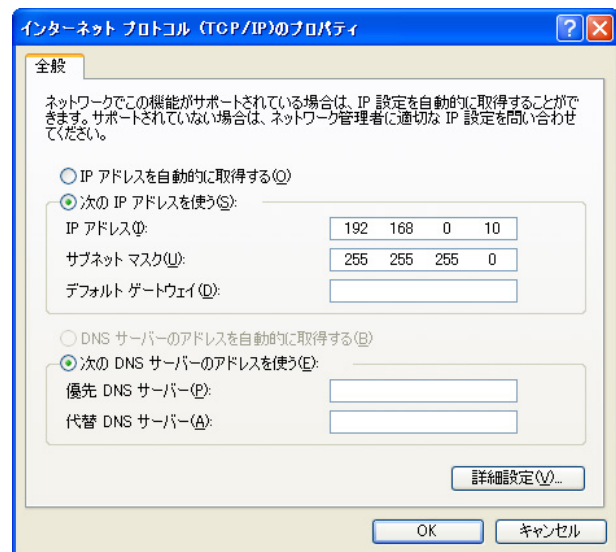 インターネット プロトコル (TCP/IP)のプロパティ
全般
ネットワークでこの機能がサポートされている場合は、IP 設定を自動的に取得することがで
きます。サポートされていない場合は、ネットワーク管理者に適切な IP 設定を問い合わせ
てください。
IP アドレスを自動的に取得する(O)
次の IP アドレスを使う(S):
IP アドレス(I): 192 168 0 10
サブネット マスク(U): 255 255 255 0
デフォルト ゲートウェイ(D):
DNS サーバーのアドレスを自動的に取得する(B)
次の DNS サーバーのアドレスを使う(E):
優先 DNS サーバー(P):
代替 DNS サーバー(A):
詳細設定(V)...
OK キャンセル